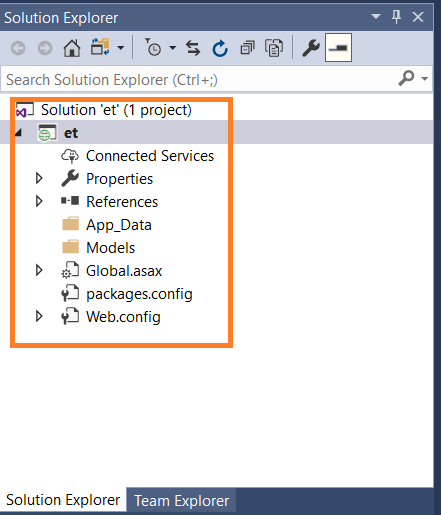 Solution Explorer
Search Solution Explorer (Ctrl+;)
Solution 'et' (1 project)
et
Connected Services
Properties
References
App_Data
Models
Global.asax
packages.config
Web.config
Solution Explorer Team Explorer